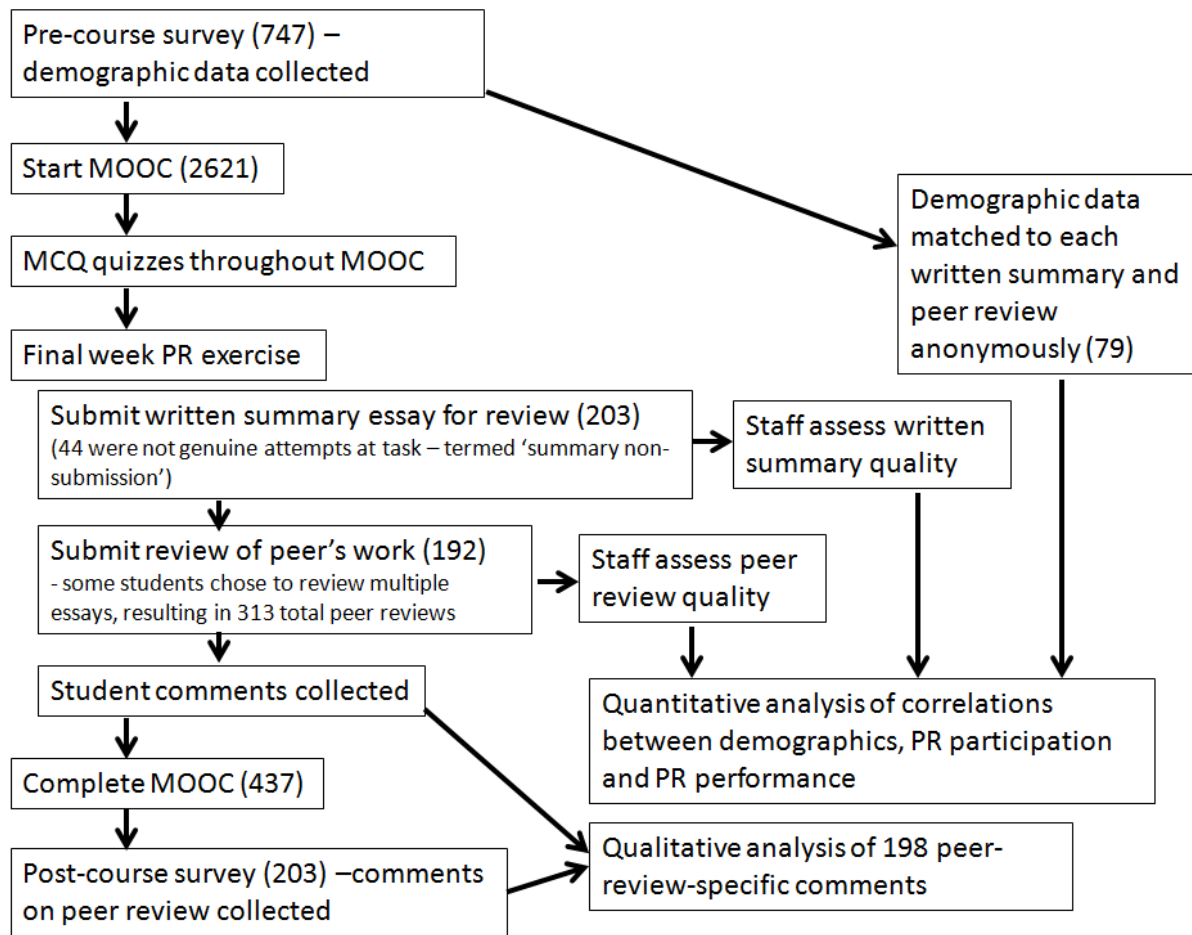 Pre-course survey (747) –
demographic data collected
Start MOOC (2621)
MCQ quizzes throughout MOOC
Final week PR exercise
Demographic data
matched to each
written summary and
peer review
anonymously (79)
Submit written summary essay for review (203)
(44 were not genuine attempts at task – termed ‘summary non-
submission’)
Staff assess written
summary quality
Submit review of peer’s work (192)
- some students chose to review multiple
essays, resulting in 313 total peer reviews
Staff assess peer
review quality
Student comments collected
Quantitative analysis of correlations
between demographics, PR participation
and PR performance
Complete MOOC (437)
Post-course survey (203) –comments
on peer review collected
Qualitative analysis of 198 peer-
review-specific comments